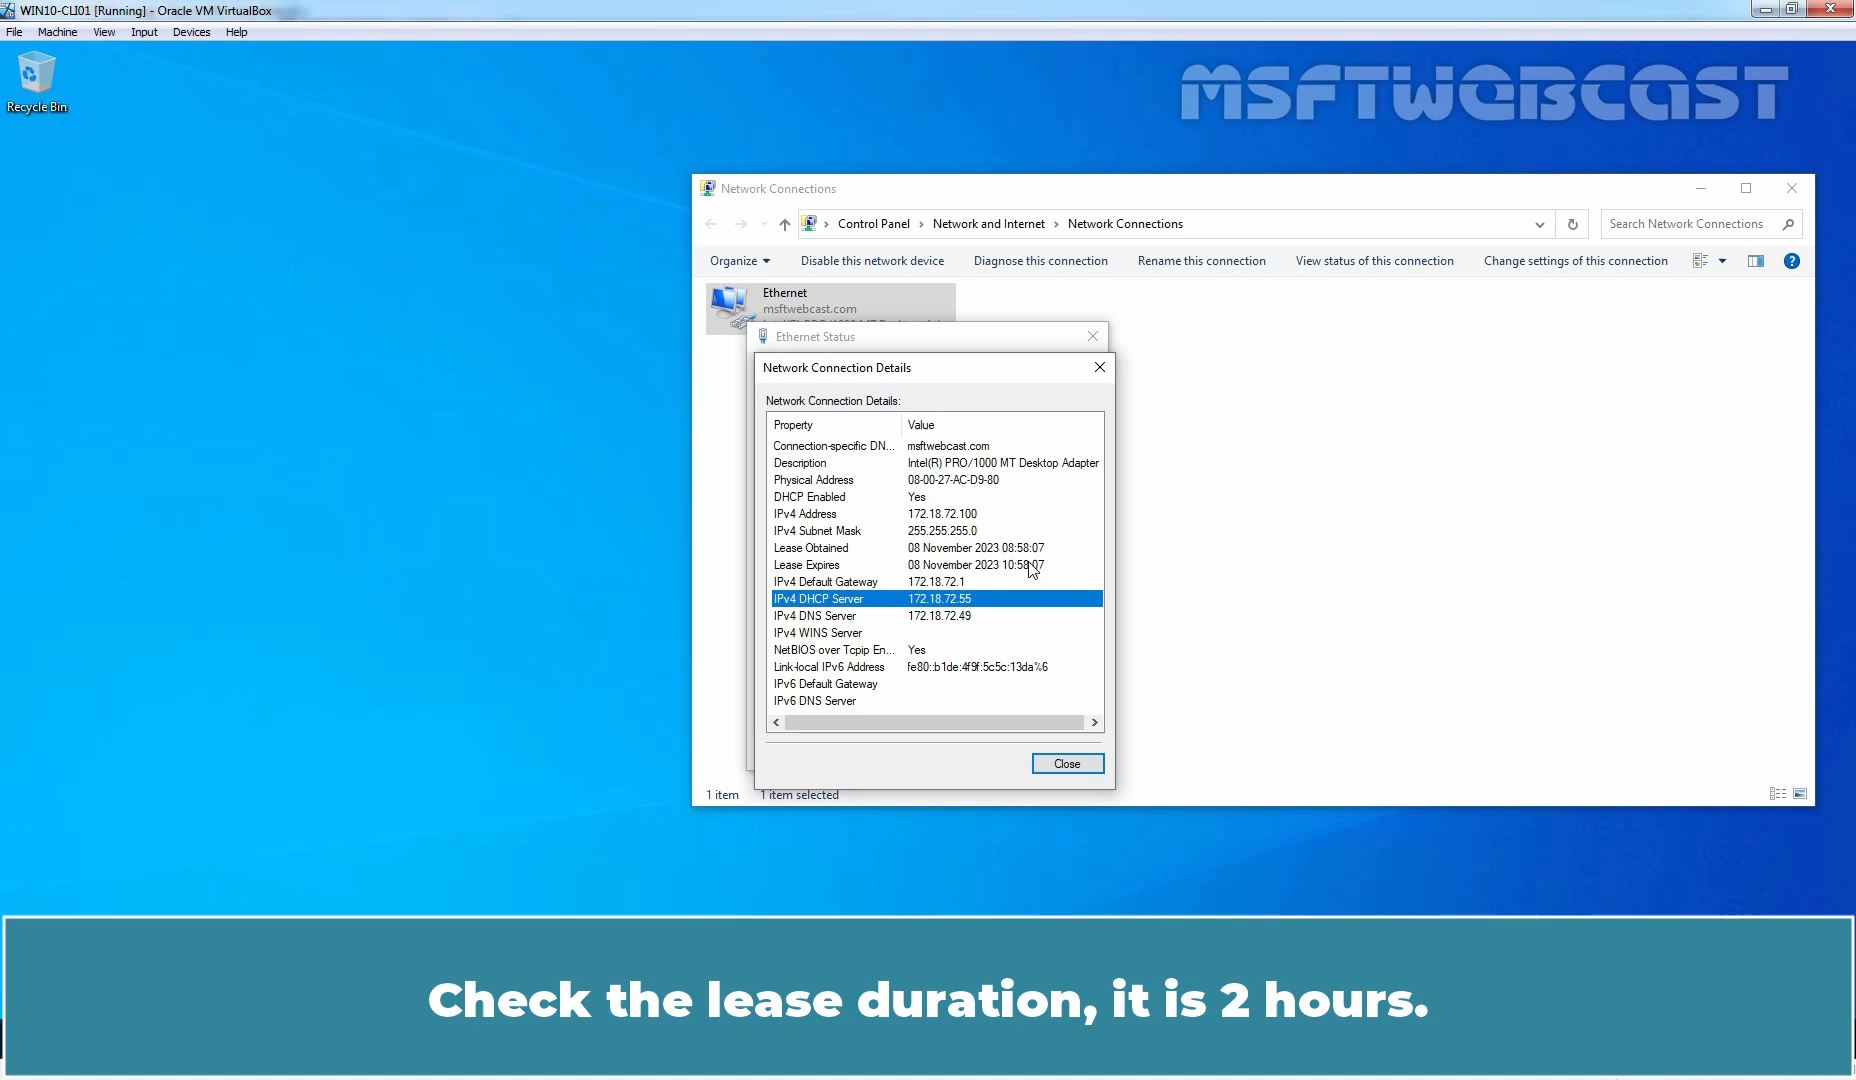 WIN10-CLI01 [Running] - Oracle VM VirtualBox
File Machine View Input Devices Help
Recycle Bin
MSFTWEBCAST
Network Connections
Control Panel › Network and Internet › Network Connections
Search Network Connections
Organize Disable this network device Diagnose this connection Rename this connection View status of this connection Change settings of this connection
Ethernet
msftwebcast.com
Ethernet Status
Network Connection Details
Network Connection Details:
Property Value
Connection-specific DN... msftwebcast.com
Description Intel(R) PRO/1000 MT Desktop Adapter
Physical Address 08-00-27-AC-D9-80
DHCP Enabled Yes
IPv4 Address 172.18.72.100
IPv4 Subnet Mask 255.255.255.0
Lease Obtained 08 November 2023 08:58:07
Lease Expires 08 November 2023 10:58:07
IPv4 Default Gateway 172.18.72.1
IPv4 DHCP Server 172.18.72.55
IPv4 DNS Server 172.18.72.49
IPv4 WINS Server
NetBIOS over Tcpip En... Yes
Link-local IPv6 Address fe80::b1de:4f9f:5c5c:13da%6
IPv6 Default Gateway
IPv6 DNS Server
Close
1 item 1 item selected
Check the lease duration, it is 2 hours.